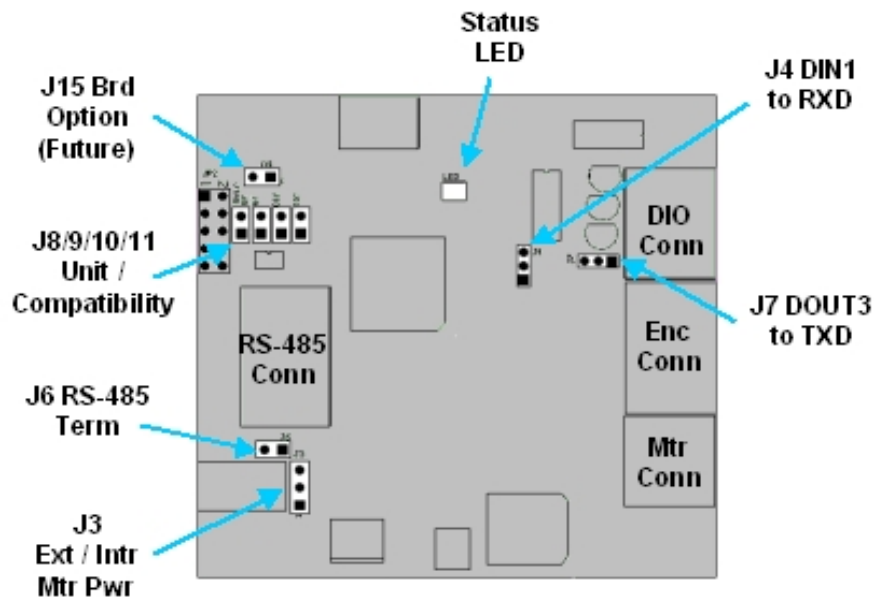 Status
LED
J4 DIN1
to RXD
J15 Brd
Option
(Future)
J8/9/10/11
Unit /
Compatibility
DIO
Conn
J7 DOUT3
to TXD
RS-485
Conn
Enc
Conn
J6 RS-485
Term
Mtr
Conn
J3
Ext / Intr
Mtr Pwr